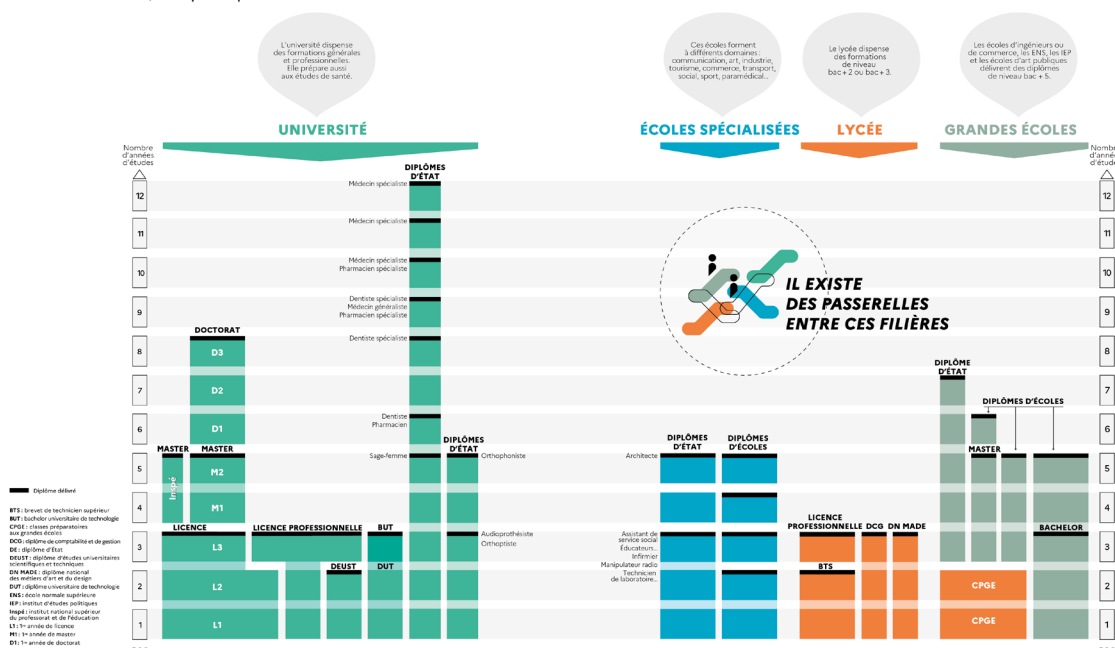 L'université dispense
des formations générales
et professionnelles.
Elle prépare aussi
aux études de santé.
Ces écoles forment
à différents domaines :
communication, art, industrie,
tourisme, commerce, transport,
social, sport, paramédical...
Le lycée dispense
des formations
de niveau
bac + 2 ou bac + 3.
Les écoles d'ingénieurs ou
de commerce, les ENS, les IEP
et les écoles d'art publiques
délivrent des diplômes
de niveau bac + 5.
UNIVERSITÉ
ÉCOLES SPÉCIALISÉES
LYCÉE
GRANDES ÉCOLES
Nombre
d'années
d'études
12
11
10
9
8
7
6
5
4
3
2
1
DIPLÔMES
D'ÉTAT
Médecin spécialiste
Médecin spécialiste
Médecin spécialiste
Pharmacien spécialiste
Dentiste spécialiste
Médecin généraliste
Pharmacien spécialiste
Dentiste spécialiste
Dentiste
Pharmacien
Sage-femme
DOCTORAT
D3
D2
D1
MASTER
MASTER
Inspé
M2
M1
LICENCE
L3
L2
L1
LICENCE PROFESSIONNELLE
DEUST
BUT
DUT
DIPLÔMES
D'ÉTAT
Orthophoniste
Audioprothésiste
Orthoptiste
IL EXISTE
DES PASSERELLES
ENTRE CES FILIÈRES
DIPLÔMES
D'ÉTAT
DIPLÔMES
D'ÉCOLES
Architecte
Assistant de
service social
Éducateurs...
Infirmier
Manipulateur radio
Technicien
de laboratoire...
LICENCE
PROFESSIONNELLE
DCG
DN MADE
BTS
DIPLÔME
D'ÉTAT
DIPLÔMES D'ÉCOLES
MASTER
BACHELOR
CPGE
CPGE
12
11
10
9
8
7
6
5
4
3
2
1
Diplôme délivré
BTS : brevet de technicien supérieur
BUT : bachelor universitaire de technologie
CPGE : classes préparatoires
aux grandes écoles
DCG : diplôme de comptabilité et de gestion
DE : diplôme d'État
DEUST : diplôme d'études universitaires
scientifiques et techniques
DN MADE : diplôme national
des métiers d'art et du design
DUT : diplôme universitaire de technologie
ENS : école normale supérieure
IEP : institut d'études politiques
Inspé : institut national supérieur
du professorat et de l'éducation
L1 : 1re année de licence
M1 : 1re année de master
D1 : 1re année de doctorat